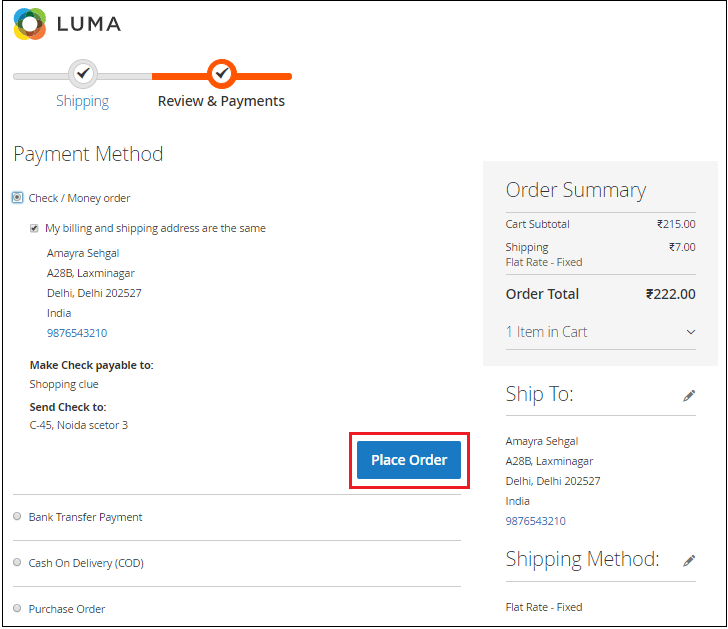 LUMA
Shipping
Review & Payments
Payment Method
Check / Money order
My billing and shipping address are the same
Amayra Sehgal
A28B, Laxminagar
Delhi, Delhi 202527
India
9876543210
Make Check payable to:
Shopping clue
Send Check to:
C-45, Noida scetor 3
Place Order
Bank Transfer Payment
Cash On Delivery (COD)
Purchase Order
Order Summary
Cart Subtotal ₹215.00
Shipping ₹7.00
Flat Rate - Fixed
Order Total ₹222.00
1 Item in Cart
Ship To:
Amayra Sehgal
A28B, Laxminagar
Delhi, Delhi 202527
India
9876543210
Shipping Method:
Flat Rate - Fixed